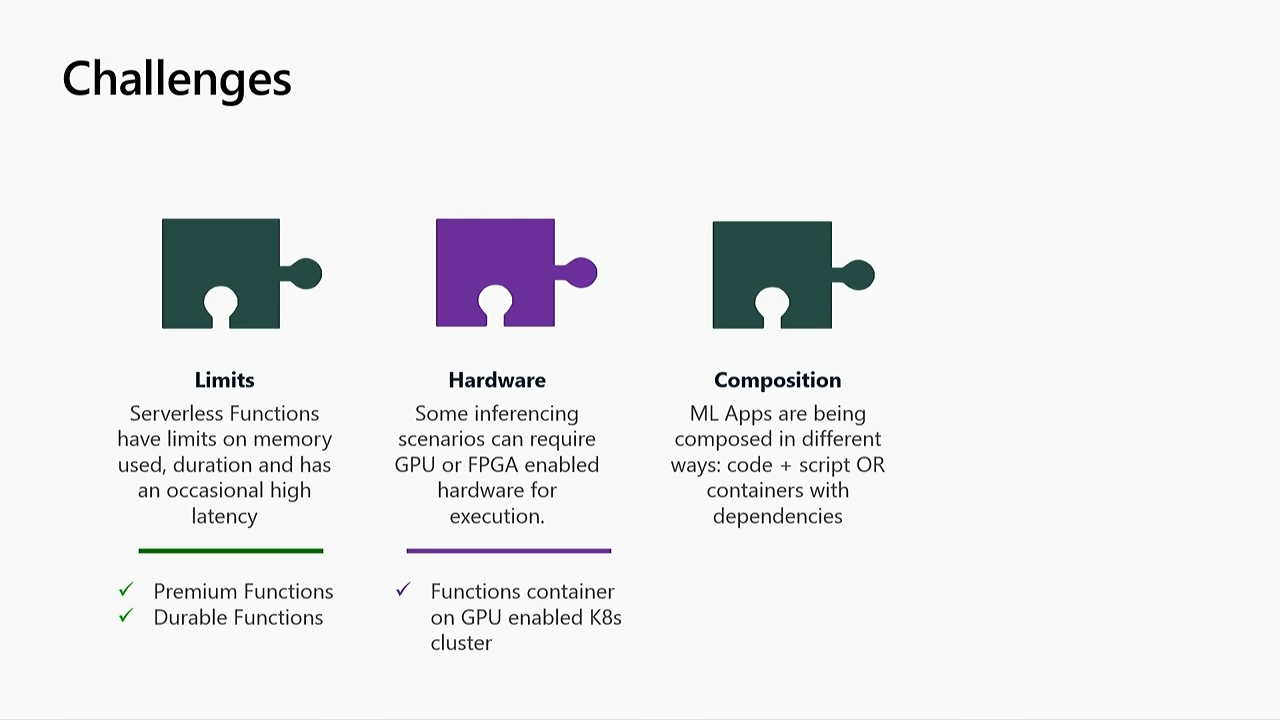 Challenges
Limits
Serverless Functions
have limits on memory
used, duration and has
an occasional high
latency
✓ Premium Functions
✓ Durable Functions
Hardware
Some inferencing
scenarios can require
GPU or FPGA enabled
hardware for
execution.
✓ Functions container
on GPU enabled K8s
cluster
Composition
ML Apps are being
composed in different
ways: code + script OR
containers with
dependencies